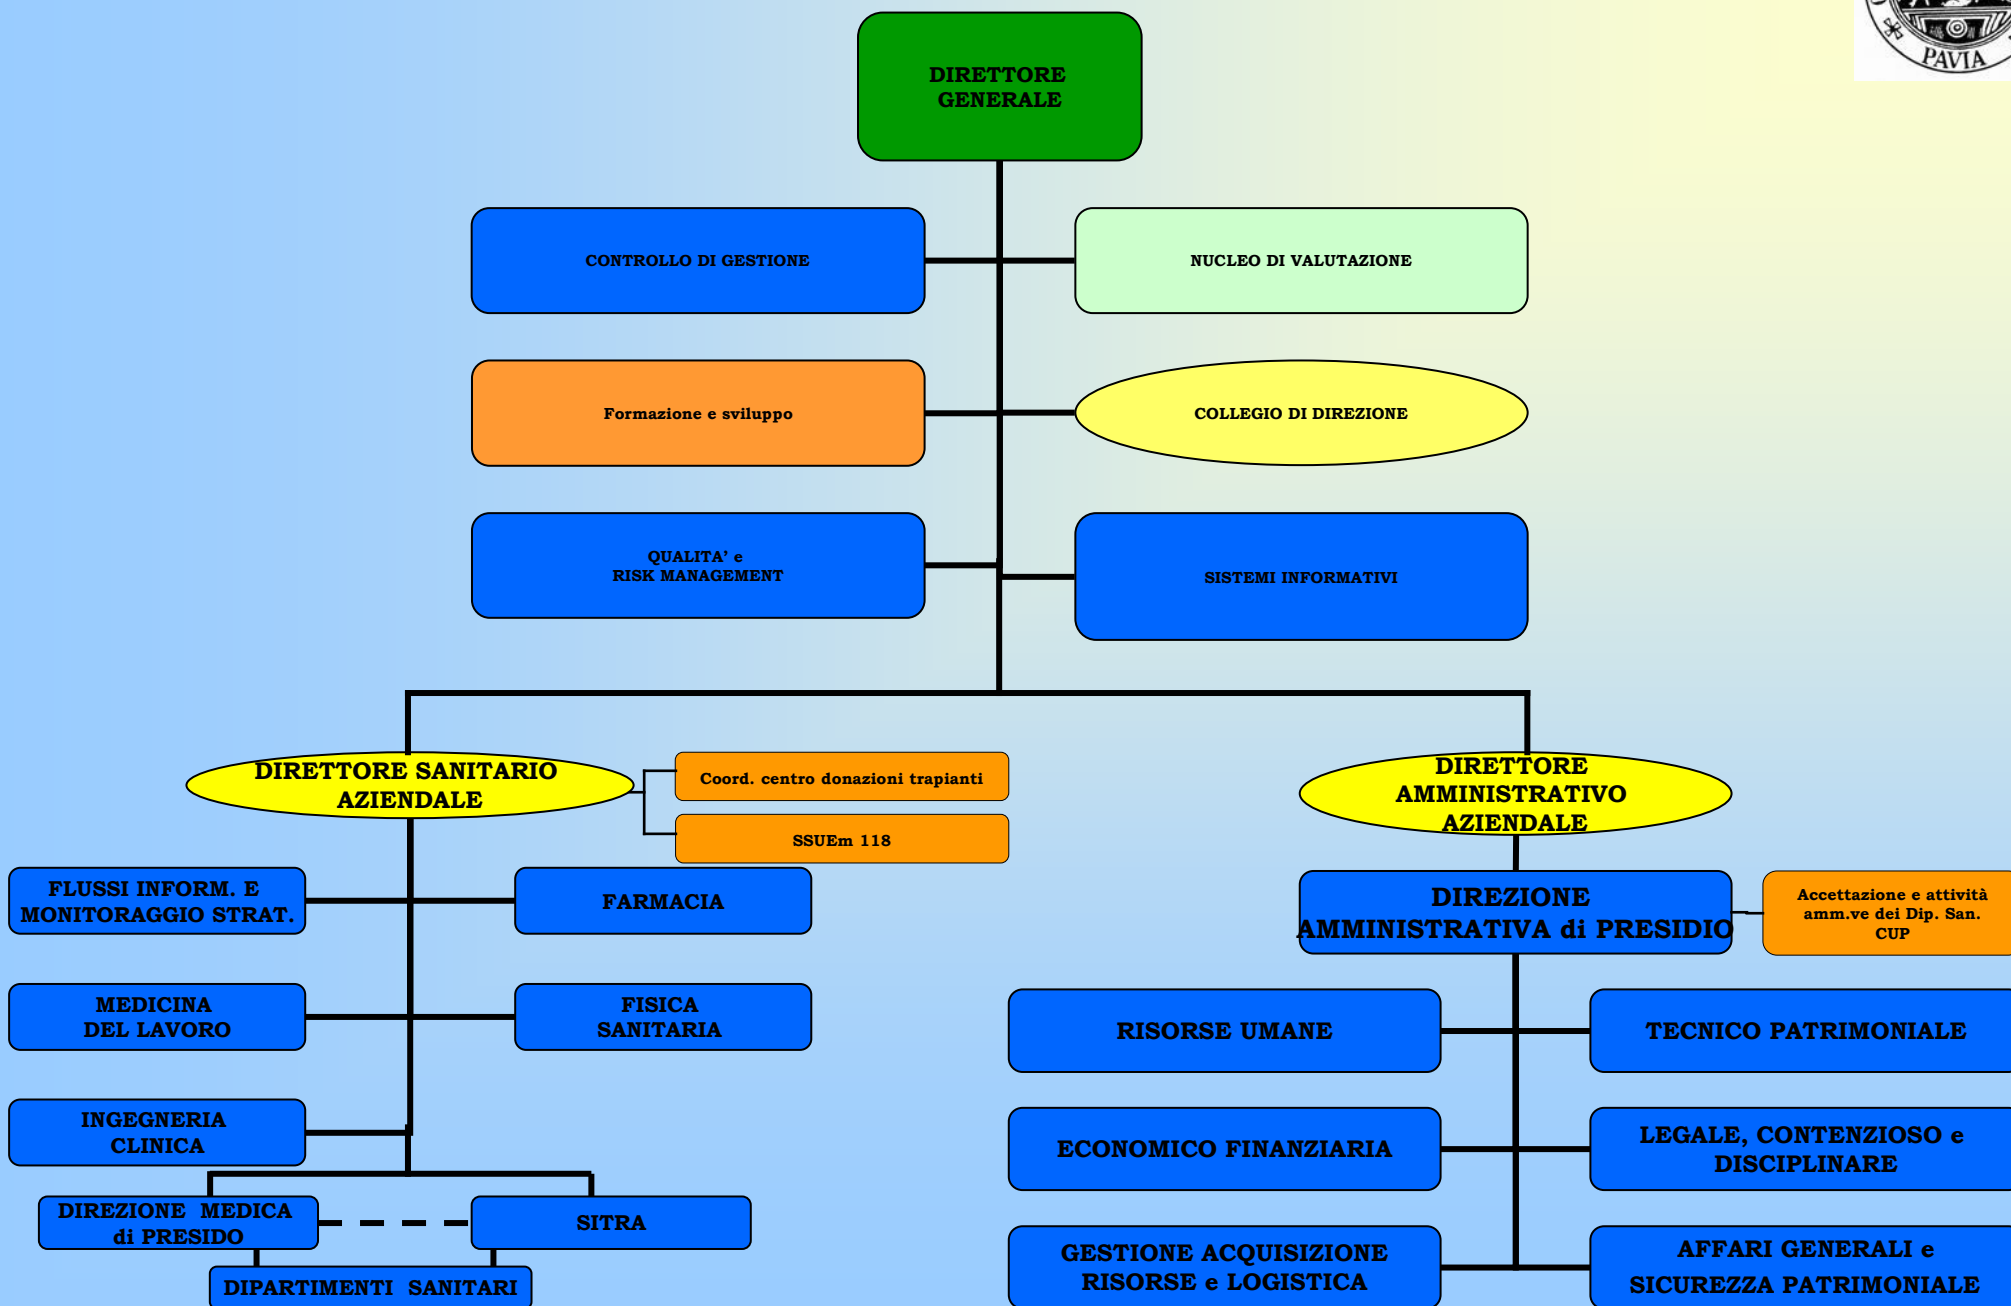 PAVIA
DIRETTORE
GENERALE
CONTROLLO DI GESTIONE
NUCLEO DI VALUTAZIONE
Formazione e sviluppo
COLLEGIO DI DIREZIONE
QUALITA’ e
RISK MANAGEMENT
SISTEMI INFORMATIVI
DIRETTORE SANITARIO
AZIENDALE
Coord. centro donazioni trapianti
SSUEm 118
DIRETTORE
AMMINISTRATIVO
AZIENDALE
FLUSSI INFORM. E
MONITORAGGIO STRAT.
FARMACIA
DIREZIONE
AMMINISTRATIVA di PRESIDIO
Accettazione e attività
amm.ve dei Dip. San.
CUP
MEDICINA
DEL LAVORO
FISICA
SANITARIA
RISORSE UMANE
TECNICO PATRIMONIALE
INGEGNERIA
CLINICA
ECONOMICO FINANZIARIA
LEGALE, CONTENZIOSO e
DISCIPLINARE
DIREZIONE MEDICA
di PRESIDO
SITRA
GESTIONE ACQUISIZIONE
RISORSE e LOGISTICA
AFFARI GENERALI e
SICUREZZA PATRIMONIALE
DIPARTIMENTI SANITARI